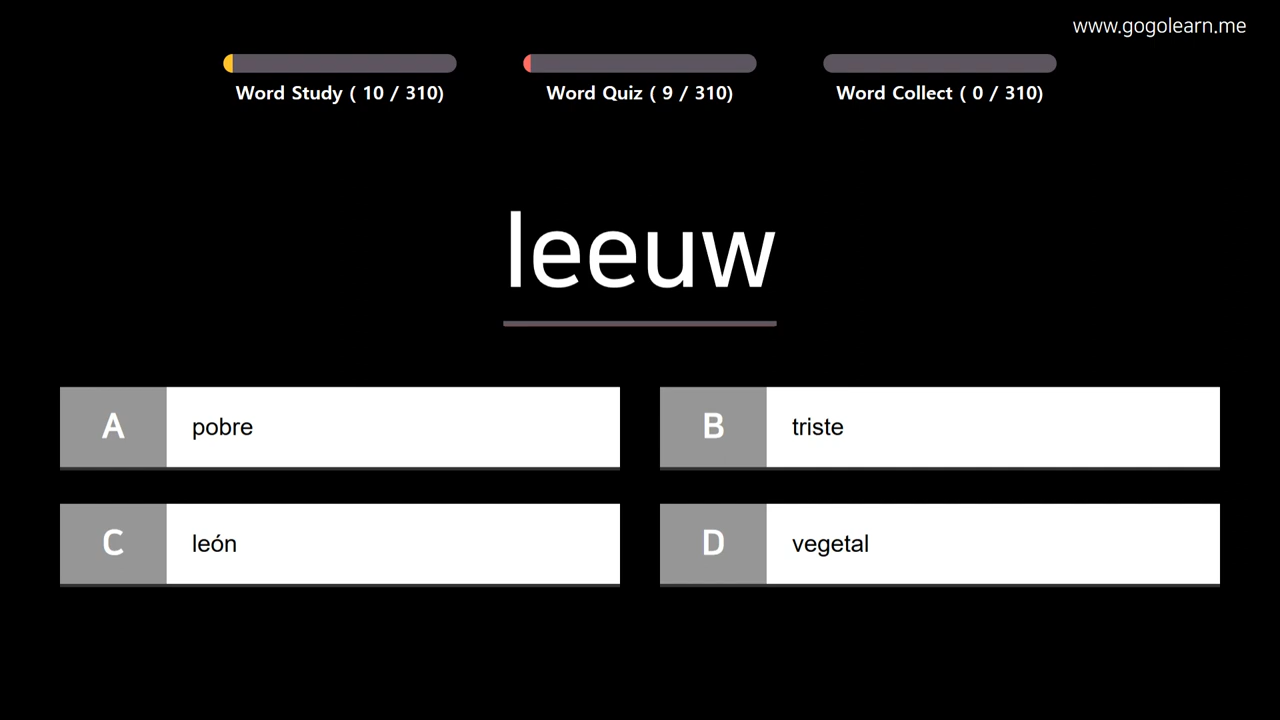 www.gogolearn.me
Word Study ( 10 / 310)
Word Quiz ( 9 / 310)
Word Collect ( 0 / 310)
leeuw
A pobre
B triste
C león
D vegetal